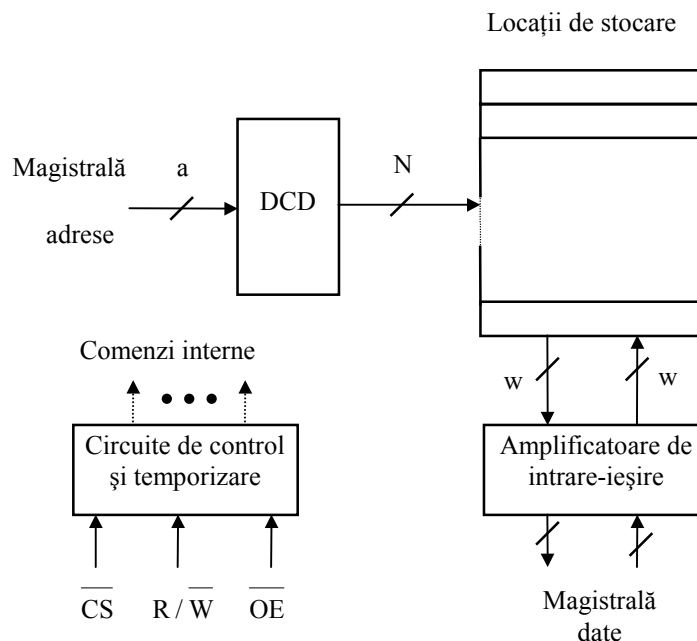 Locații de stocare
Magistrală
adrese
a
DCD
N
Comenzi interne
w
w
Circuite de control
și temporizare
Amplificatoare de
intrare-ieșire
CS
R / W
OE
Magistrală
date